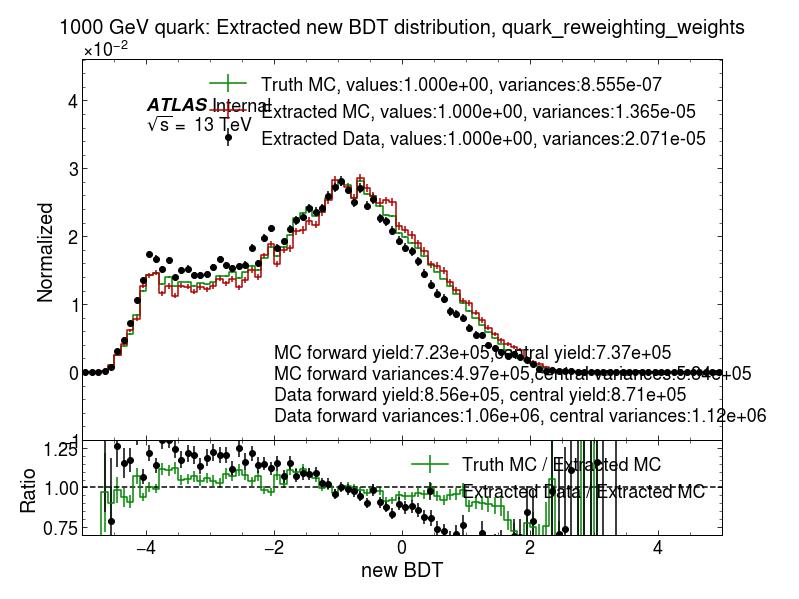 1000 GeV quark: Extracted new BDT distribution, quark_reweighting_weights
×10⁻²
Truth MC, values:1.000e+00, variances:8.555e-07
ATLAS Internal
Extracted MC, values:1.000e+00, variances:1.365e-05
√s = 13 TeV
Extracted Data, values:1.000e+00, variances:2.071e-05
4
3
2
1
0
Normalized
MC forward yield:7.23e+05, central yield:7.37e+05
MC forward variances:4.97e+05, central variances:5.04e+05
Data forward yield:8.56e+05, central yield:8.71e+05
Data forward variances:1.06e+06, central variances:1.12e+06
1.25
1.00
0.75
Ratio
Truth MC / Extracted MC
Extracted Data / Extracted MC
−4 −2 0 2 4
new BDT